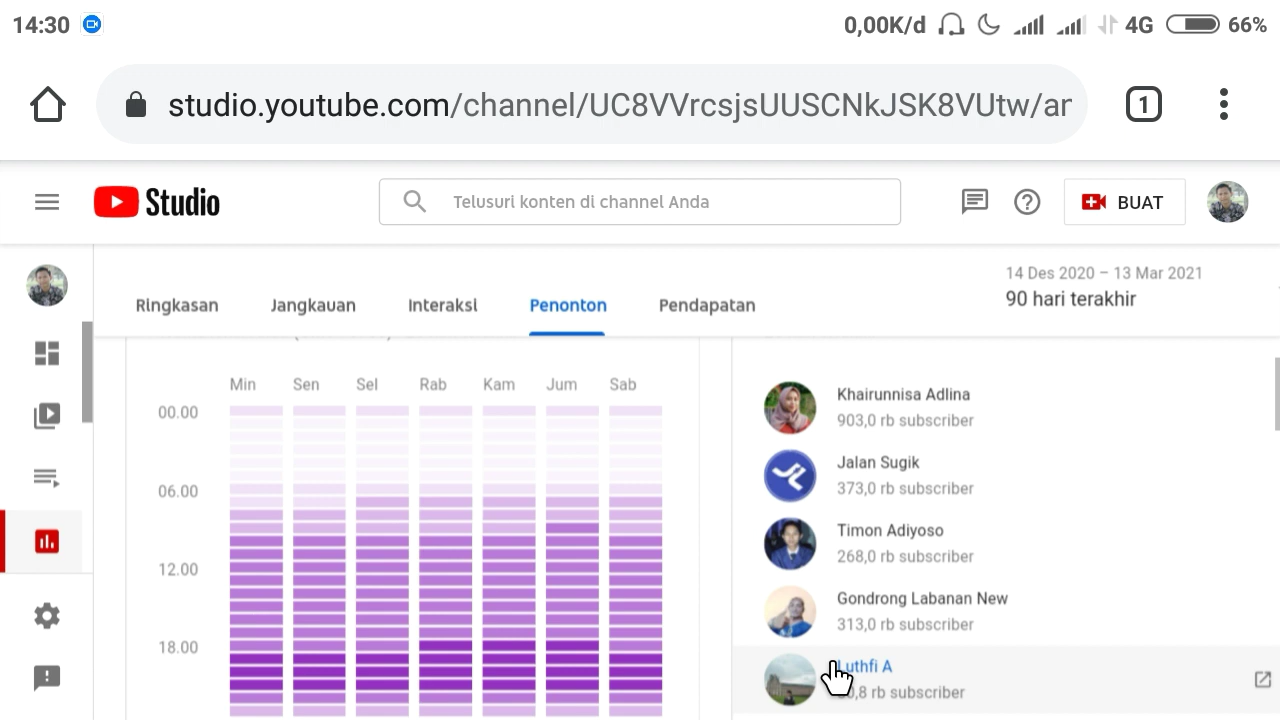 14:30
0,00K/d
4G
66%
studio.youtube.com/channel/UC8VVrcsjsUUSCNkJSK8VUtw/ar
1
Studio
Telusuri konten di channel Anda
BUAT
Ringkasan
Jangkauan
Interaksi
Penonton
Pendapatan
14 Des 2020 – 13 Mar 2021
90 hari terakhir
Min Sen Sel Rab Kam Jum Sab
00.00
06.00
12.00
18.00
Khairunnisa Adlina
903,0 rb subscriber
Jalan Sugik
373,0 rb subscriber
Timon Adiyoso
268,0 rb subscriber
Gondrong Labanan New
313,0 rb subscriber
Luthfi A
rb subscriber